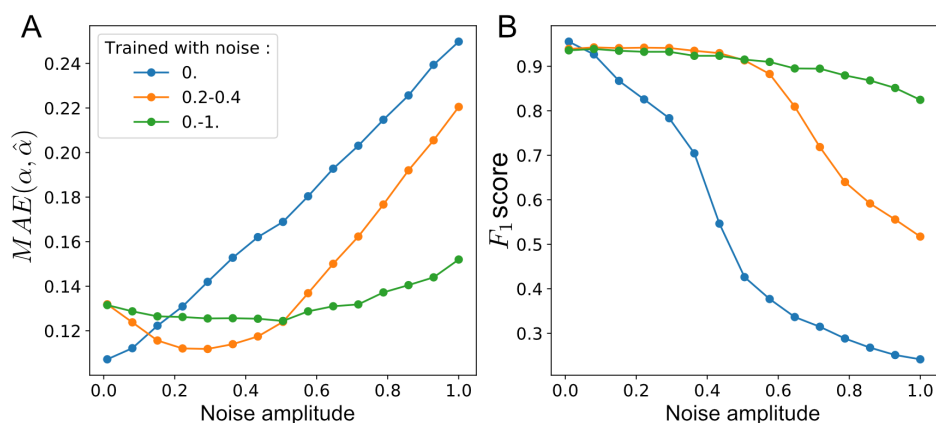 A
B
Trained with noise :
0.
0.2-0.4
0.-1.
MAE(α, α̂)
0.24
0.22
0.20
0.18
0.16
0.14
0.12
0.0 0.2 0.4 0.6 0.8 1.0
Noise amplitude
F₁ score
0.9
0.8
0.7
0.6
0.5
0.4
0.3
0.0 0.2 0.4 0.6 0.8 1.0
Noise amplitude